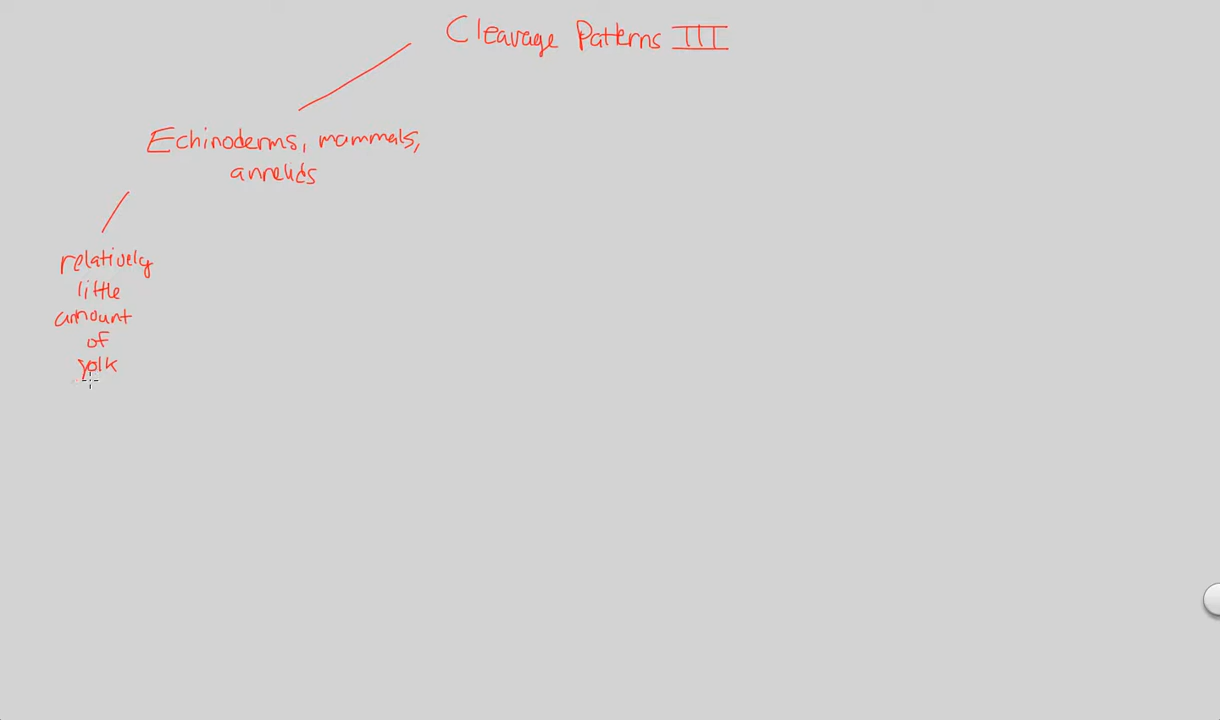 Cleavage Patterns III
Echinoderms, mammals,
annelids
relatively
little
amount
of
yolk